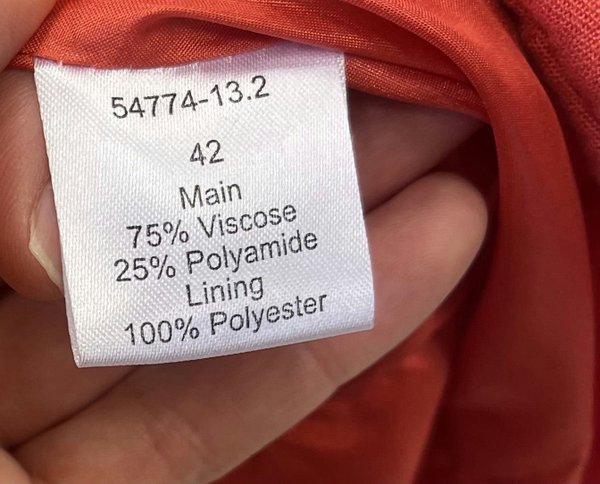 54774-13.2
42
Main
75% Viscose
25% Polyamide
Lining
100% Polyester